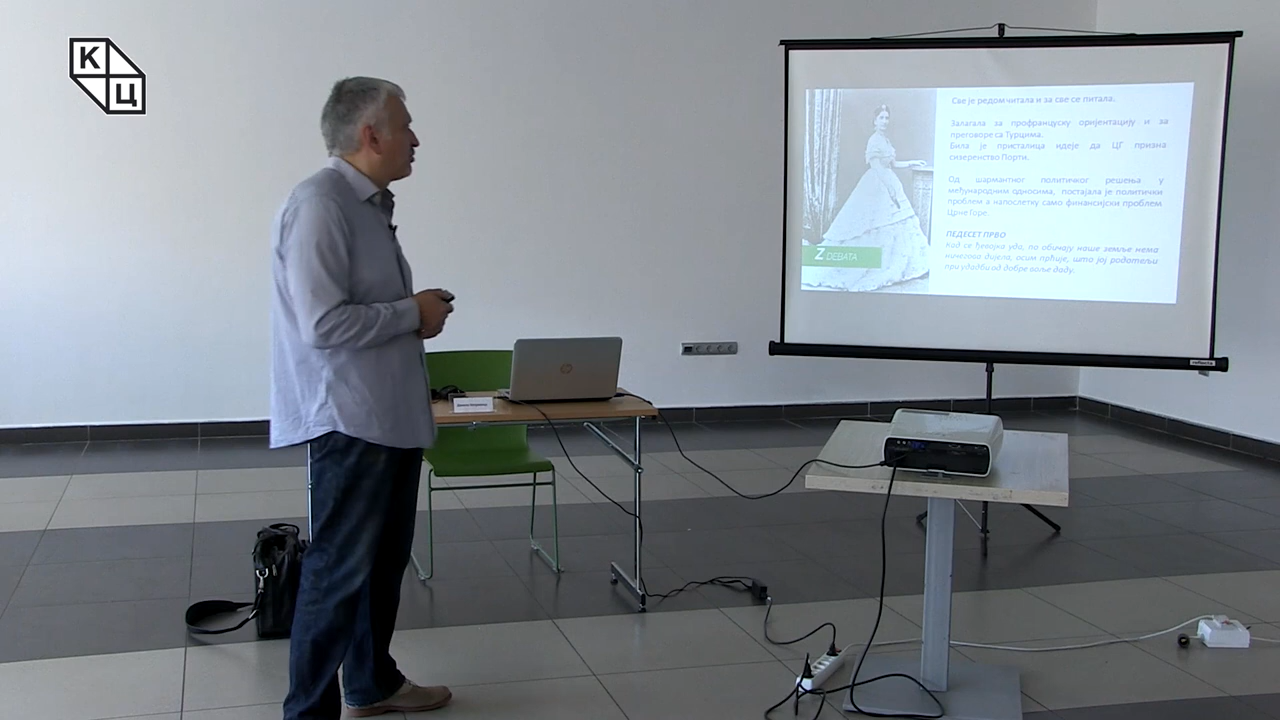 К
Ц
Све је редом читала и за све се питала.
Залагала за профранцуску оријентацију и за
преговоре са Турцима.
Била је присталица идеје да ЦГ призна
сизеренство Порти.
Од шармантног политичког решења у
међународним односима, постајала је политички
проблем а напослетку само финансијски проблем
Црне Горе.
ПЕДЕСЕТ ПРВО
Кад се ђевојка уда, по обичају наше земље нема
ничесова дијела, осим прћије, што јој родитељи
при удадби од добре воље даду.
Z DEBATA
hp
reflecta